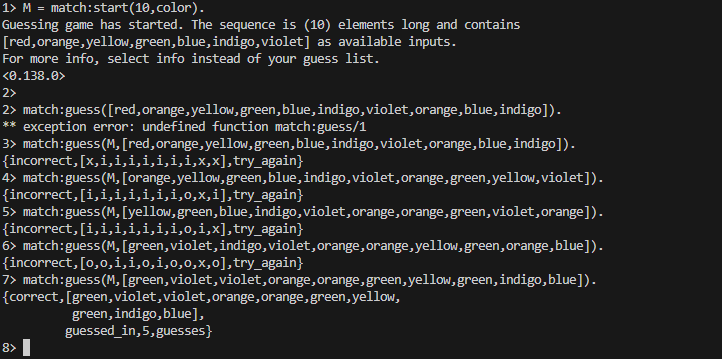 1> M = match:start(10,color).
Guessing game has started. The sequence is (10) elements long and contains
[red,orange,yellow,green,blue,indigo,violet] as available inputs.
For more info, select info instead of your guess list.
<0.138.0>
2>
2> match:guess([red,orange,yellow,green,blue,indigo,violet,orange,blue,indigo]).
** exception error: undefined function match:guess/1
3> match:guess(M,[red,orange,yellow,green,blue,indigo,violet,orange,blue,indigo]).
{incorrect,[x,i,i,i,i,i,i,i,x,x],try_again}
4> match:guess(M,[orange,yellow,green,blue,indigo,violet,orange,green,yellow,violet]).
{incorrect,[i,i,i,i,i,i,i,o,x,i],try_again}
5> match:guess(M,[yellow,green,blue,indigo,violet,orange,orange,green,violet,orange]).
{incorrect,[i,i,i,i,i,i,i,o,i,x],try_again}
6> match:guess(M,[green,violet,indigo,violet,orange,orange,yellow,green,orange,blue]).
{incorrect,[o,o,i,i,o,i,o,o,x,o],try_again}
7> match:guess(M,[green,violet,violet,orange,orange,green,yellow,green,indigo,blue]).
{correct,[green,violet,violet,orange,orange,green,yellow,
green,indigo,blue],
guessed_in,5,guesses}
8>